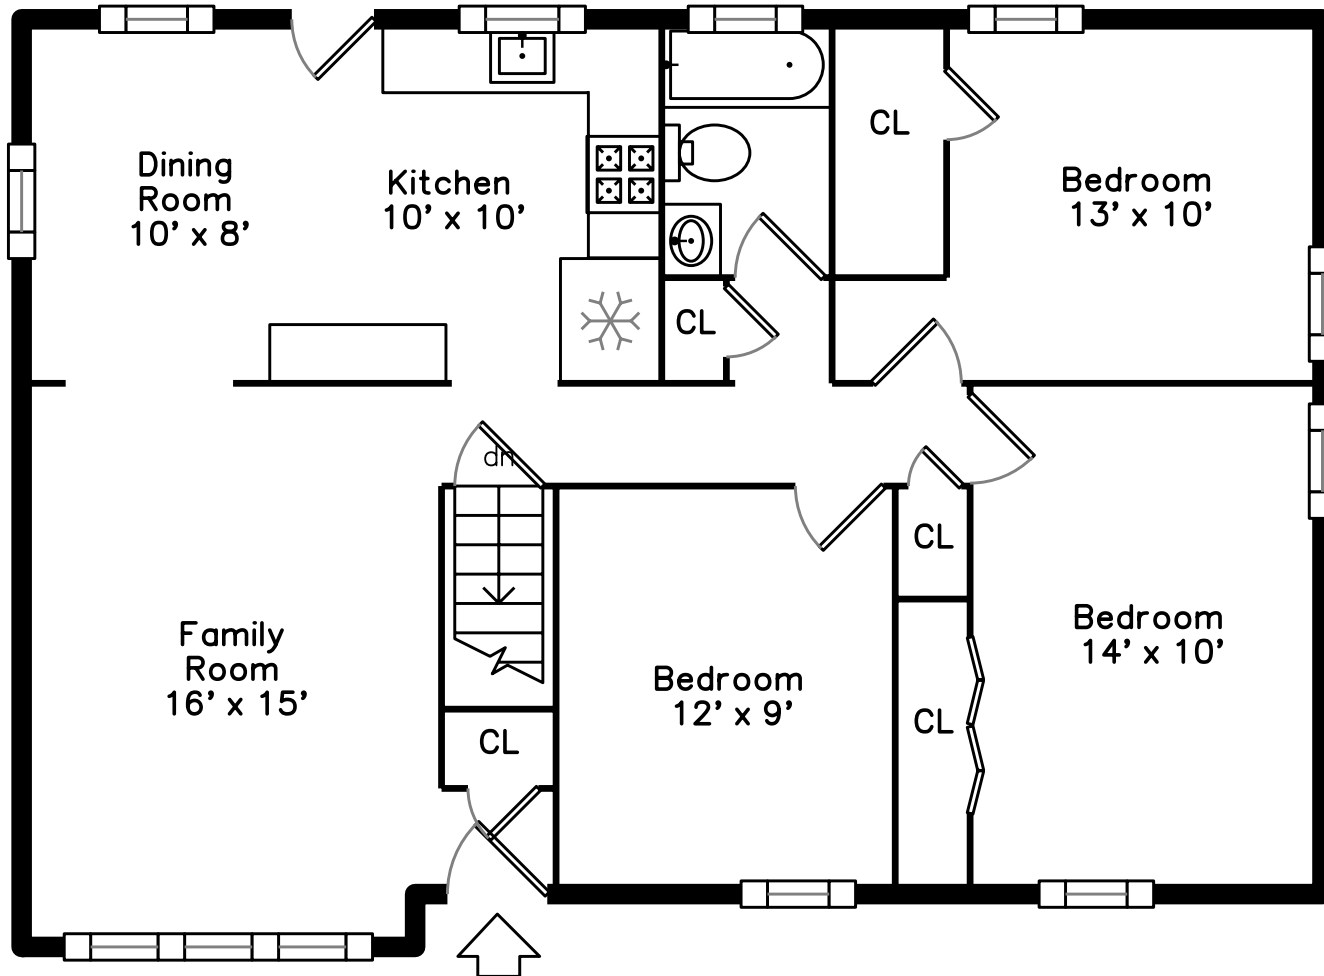 Dining
Room
10' x 8'
Kitchen
10' x 10'
CL
Bedroom
13' x 10'
CL
dn
CL
Family
Room
16' x 15'
Bedroom
12' x 9'
Bedroom
14' x 10'
CL
CL